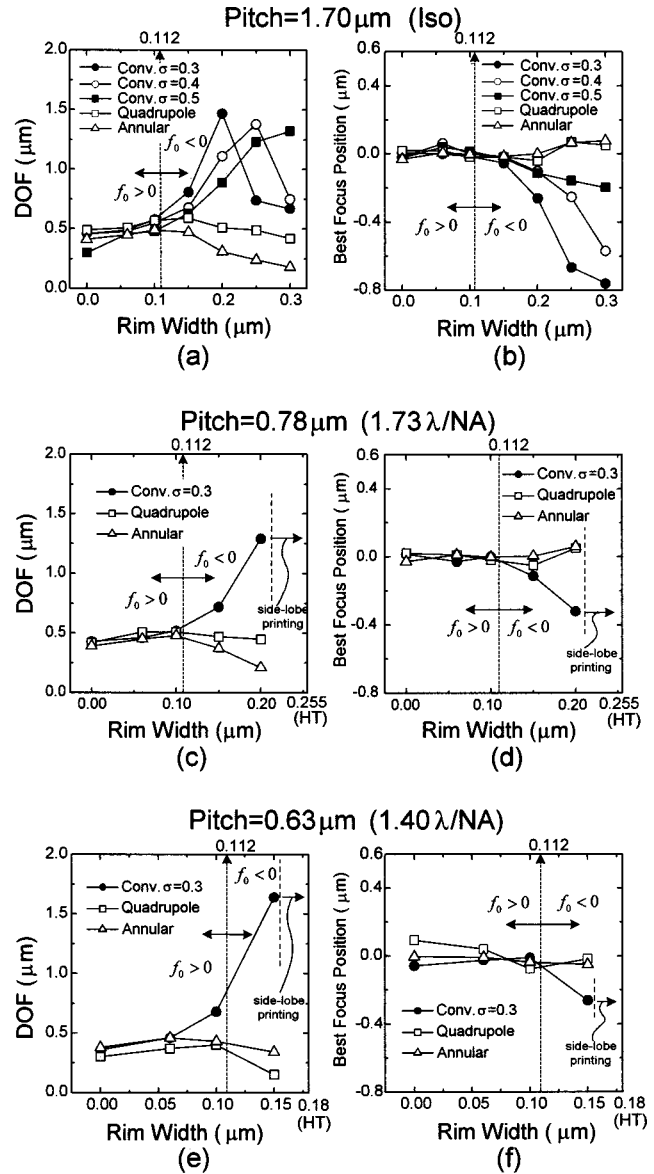 Pitch=1.70μm (Iso)
0.112
Conv. σ=0.3
Conv. σ=0.4
Conv. σ=0.5
Quadrupole
Annular
f₀<0
f₀>0
DOF (μm)
2.0
1.5
1.0
0.5
0.0
0.0 0.1 0.2 0.3
Rim Width (μm)
(a)
0.112
Conv. σ=0.3
Conv. σ=0.4
Conv. σ=0.5
Quadrupole
Annular
f₀>0 f₀<0
Best Focus Position (μm)
0.6
0.4
0.0
-0.4
-0.8
0.0 0.1 0.2 0.3
Rim Width (μm)
(b)
Pitch=0.78μm (1.73λ/NA)
0.112
Conv. σ=0.3
Quadrupole
Annular
f₀<0
f₀>0
side-lobe
printing
DOF (μm)
2.0
1.5
1.0
0.5
0.0
0.00 0.05 0.10 0.15 0.20 0.255
(HT)
Rim Width (μm)
(c)
0.112
Conv. σ=0.3
Quadrupole
Annular
f₀>0 f₀<0
side-lobe
printing
Best Focus Position (μm)
0.6
0.4
0.0
-0.4
-0.8
0.00 0.05 0.10 0.15 0.20 0.255
(HT)
Rim Width (μm)
(d)
Pitch=0.63μm (1.40λ/NA)
0.112
Conv. σ=0.3
Quadrupole
Annular
f₀<0
f₀>0
side-lobe
printing
DOF (μm)
2.0
1.5
1.0
0.5
0.0
0.00 0.05 0.10 0.15 0.18
(HT)
Rim Width (μm)
(e)
0.112
f₀>0 f₀<0
Conv. σ=0.3
Quadrupole
Annular
side-lobe
printing
Best Focus Position (μm)
0.6
0.4
0.0
-0.4
-0.8
0.00 0.05 0.10 0.15 0.18
(HT)
Rim Width (μm)
(f)